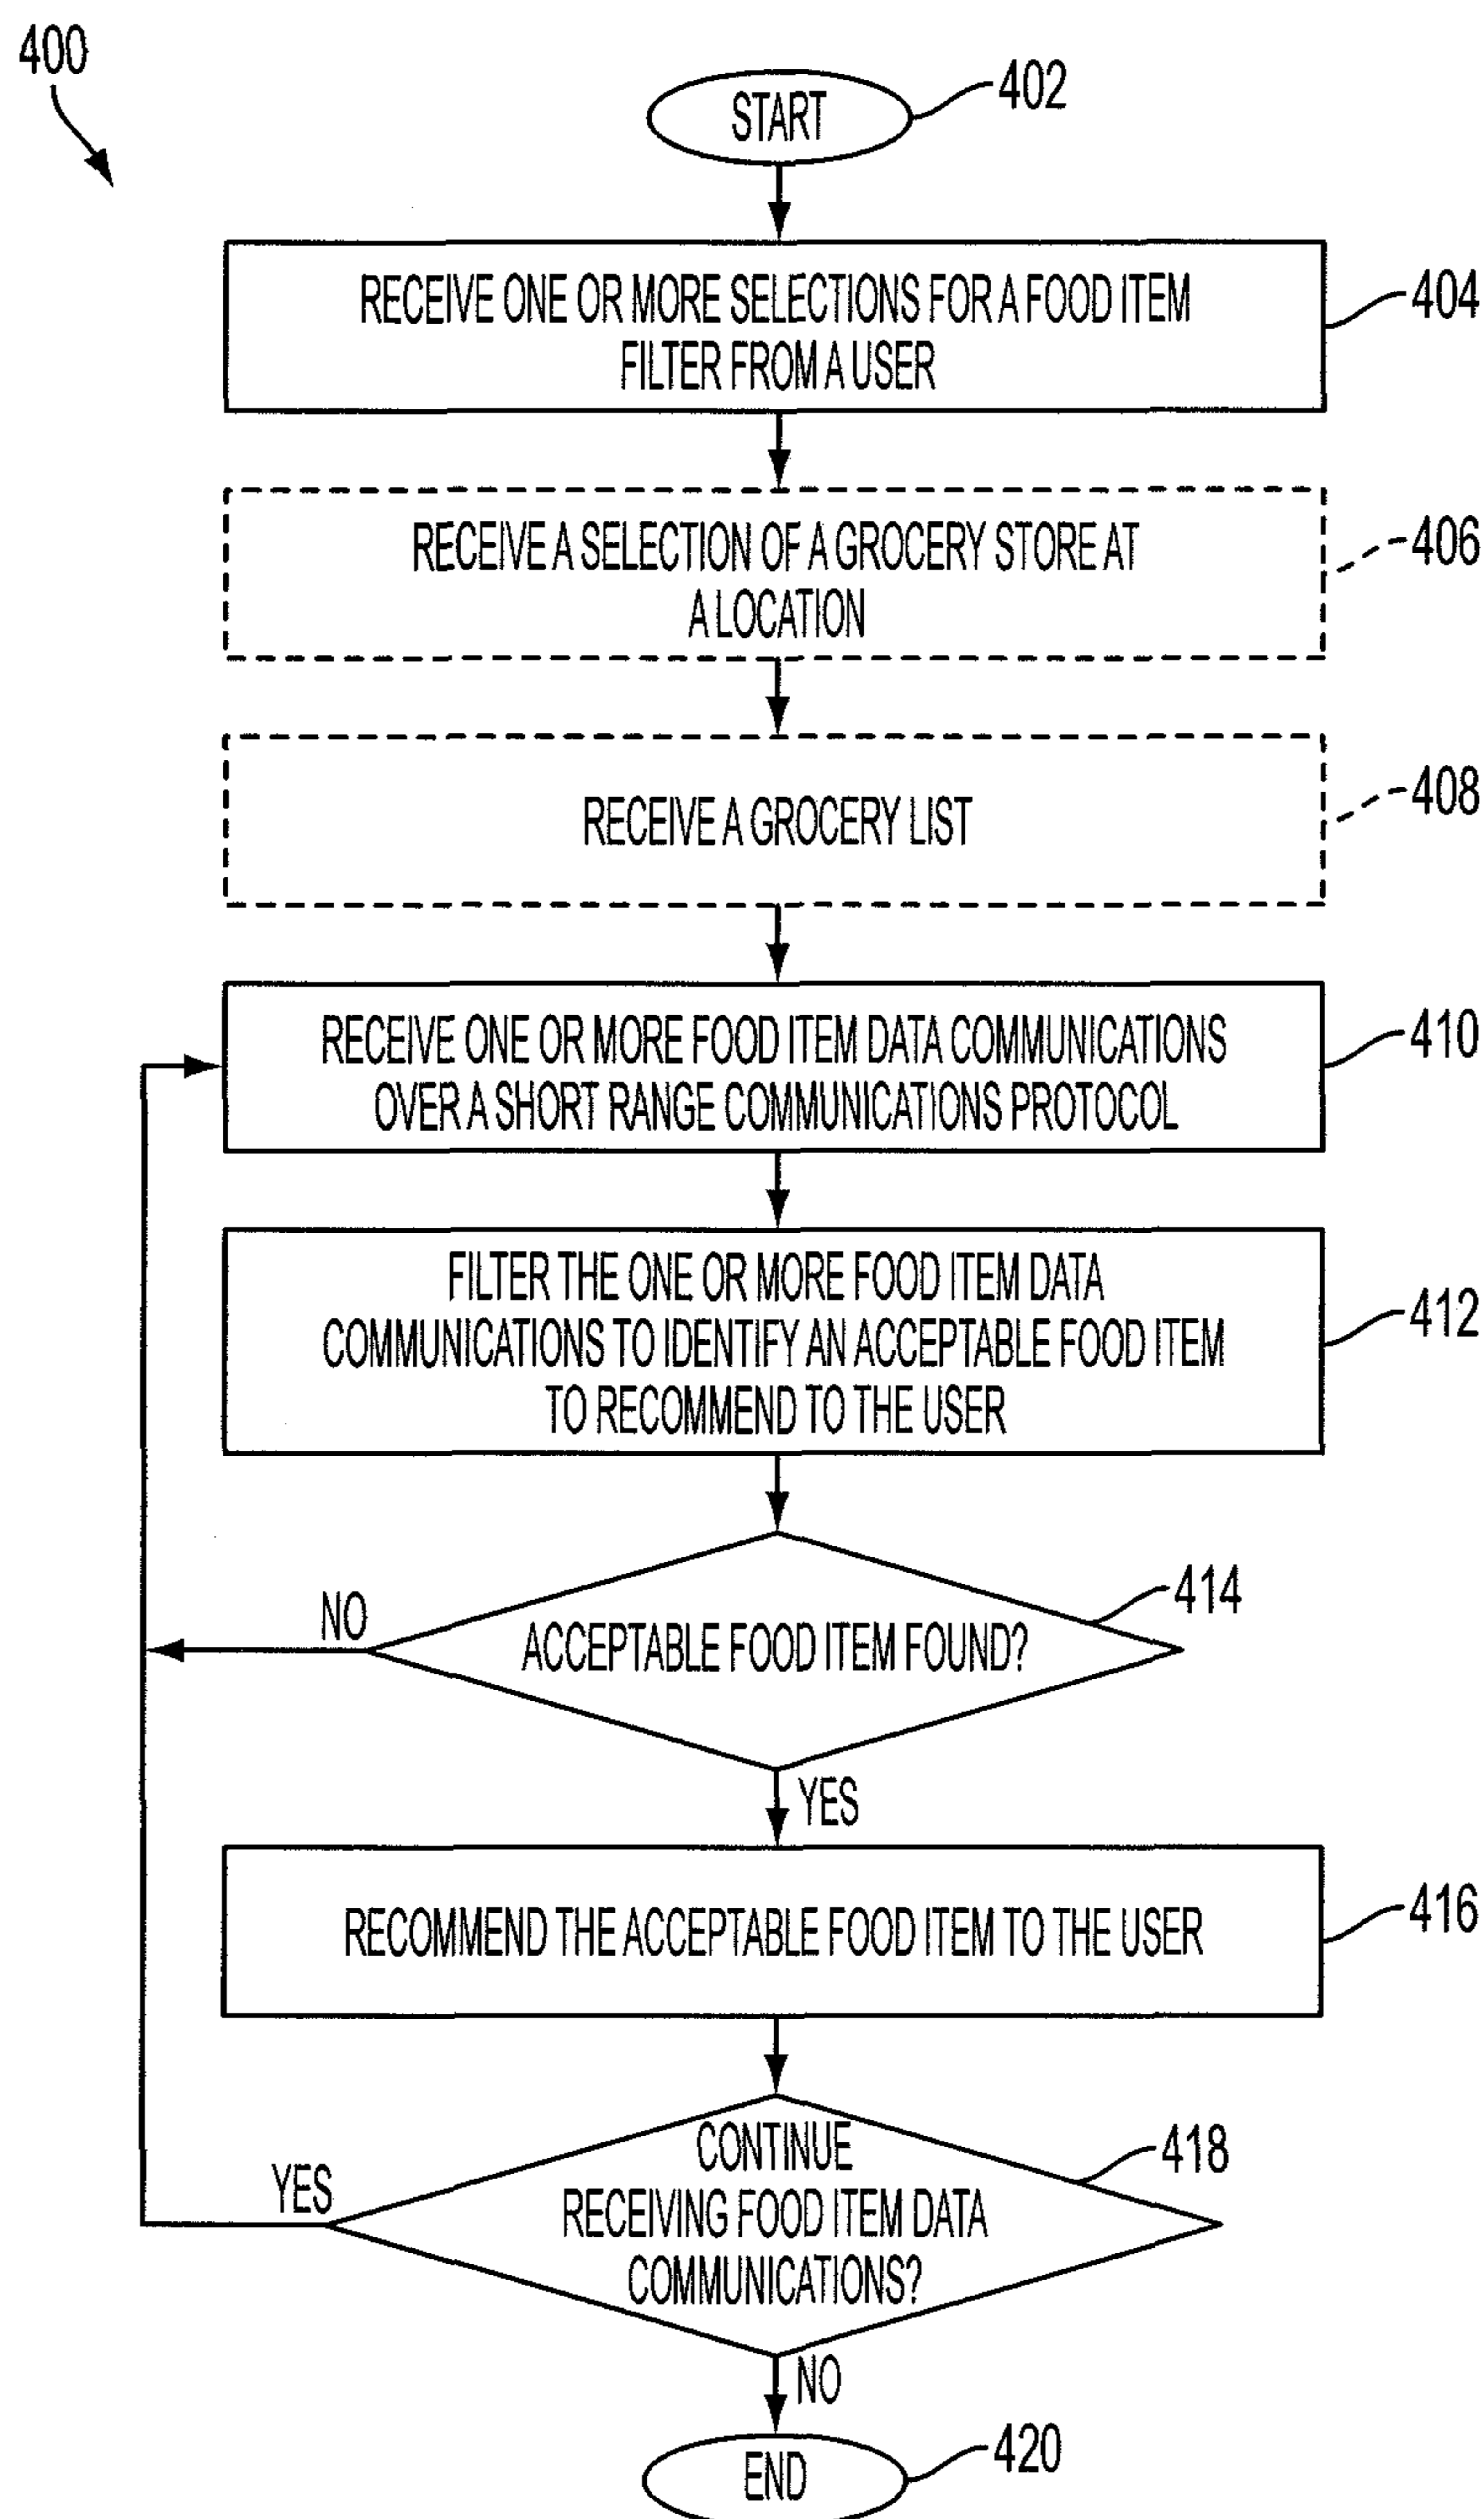 400
START
402
RECEIVE ONE OR MORE SELECTIONS FOR A FOOD ITEM
FILTER FROM A USER
404
RECEIVE A SELECTION OF A GROCERY STORE AT
A LOCATION
406
RECEIVE A GROCERY LIST
408
RECEIVE ONE OR MORE FOOD ITEM DATA COMMUNICATIONS
OVER A SHORT RANGE COMMUNICATIONS PROTOCOL
410
FILTER THE ONE OR MORE FOOD ITEM DATA
COMMUNICATIONS TO IDENTIFY AN ACCEPTABLE FOOD ITEM
TO RECOMMEND TO THE USER
412
NO
ACCEPTABLE FOOD ITEM FOUND?
414
YES
RECOMMEND THE ACCEPTABLE FOOD ITEM TO THE USER
416
YES
CONTINUE
RECEIVING FOOD ITEM DATA
COMMUNICATIONS?
418
NO
END
420